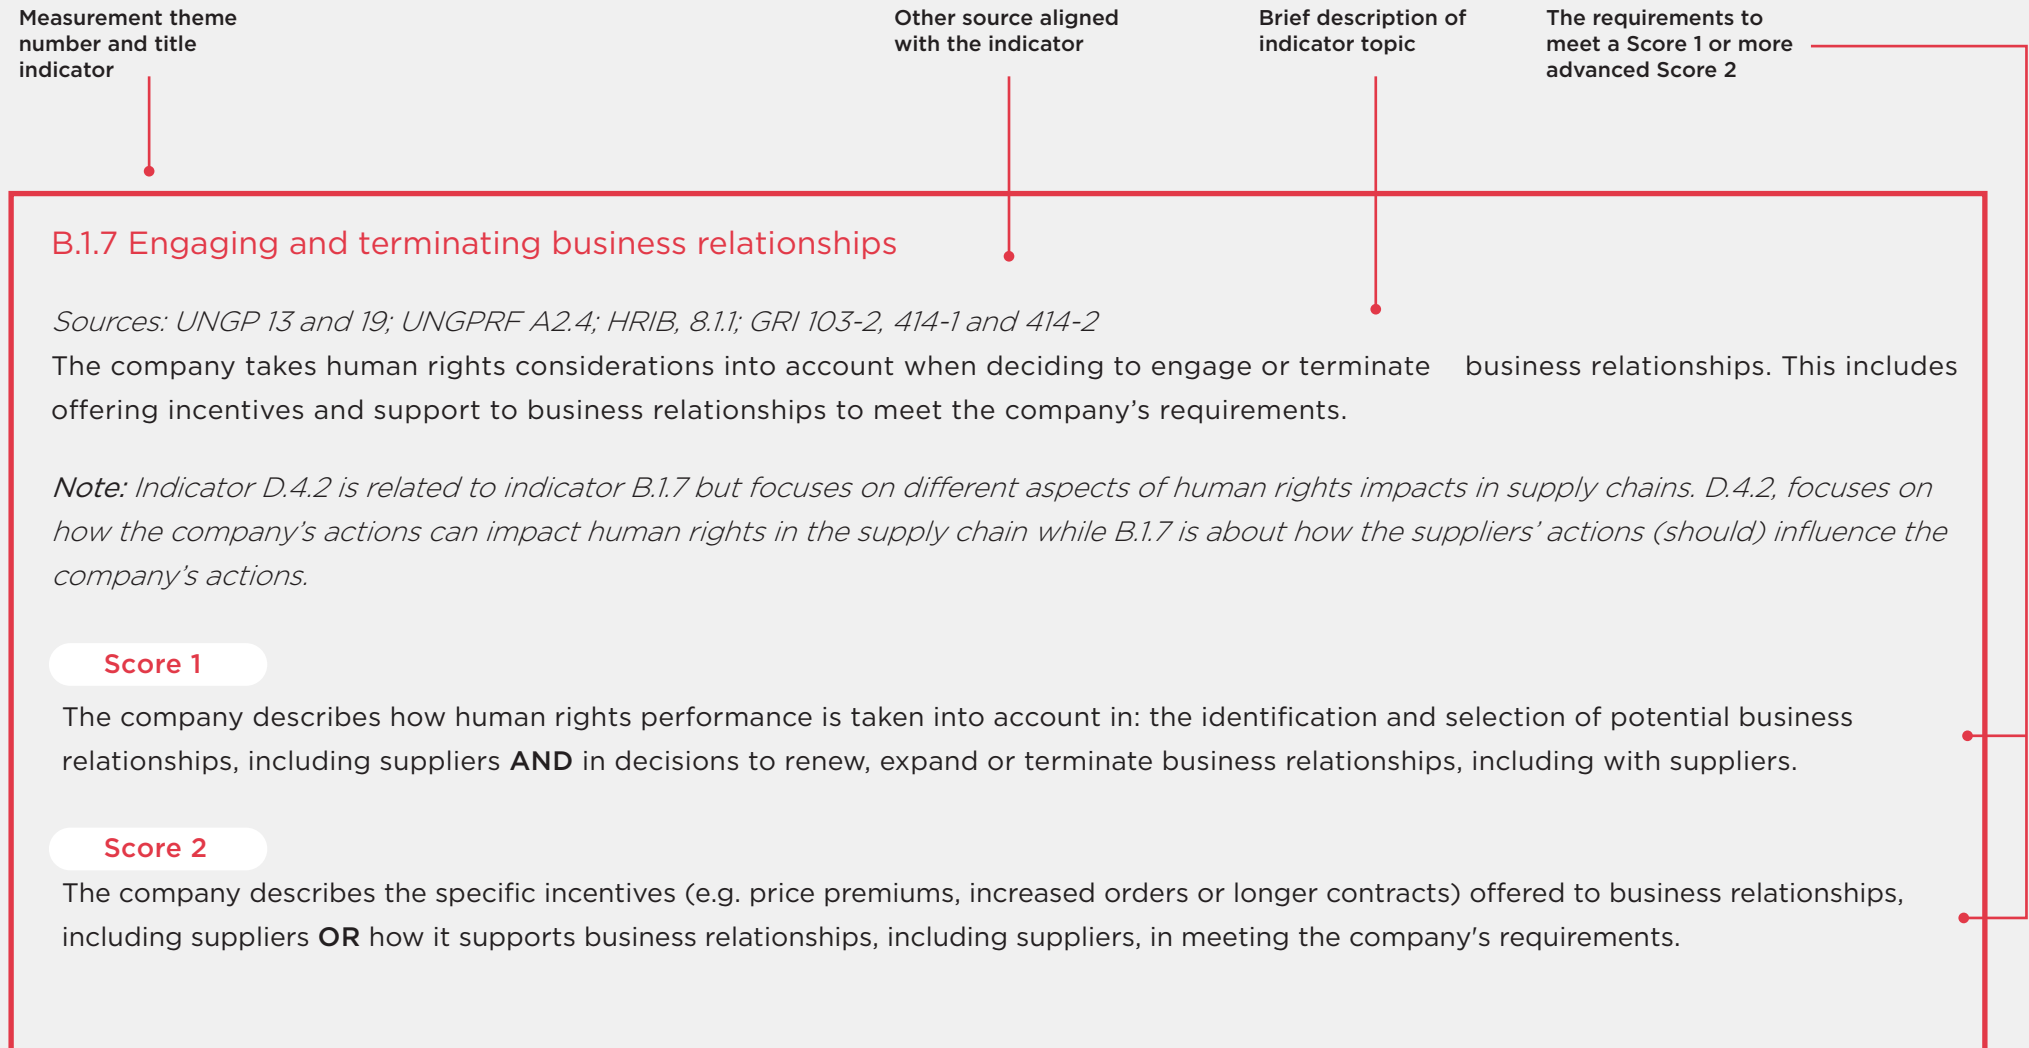 Measurement theme
number and title
indicator
Other source aligned
with the indicator
Brief description of
indicator topic
The requirements to
meet a Score 1 or more
advanced Score 2
B.1.7 Engaging and terminating business relationships
Sources: UNGP 13 and 19; UNGPRF A2.4; HRIB, 8.1.1; GRI 103-2, 414-1 and 414-2
The company takes human rights considerations into account when deciding to engage or terminate business relationships. This includes
offering incentives and support to business relationships to meet the company’s requirements.
Note: Indicator D.4.2 is related to indicator B.1.7 but focuses on different aspects of human rights impacts in supply chains. D.4.2, focuses on
how the company’s actions can impact human rights in the supply chain while B.1.7 is about how the suppliers’ actions (should) influence the
company’s actions.
Score 1
The company describes how human rights performance is taken into account in: the identification and selection of potential business
relationships, including suppliers AND in decisions to renew, expand or terminate business relationships, including with suppliers.
Score 2
The company describes the specific incentives (e.g. price premiums, increased orders or longer contracts) offered to business relationships,
including suppliers OR how it supports business relationships, including suppliers, in meeting the company's requirements.